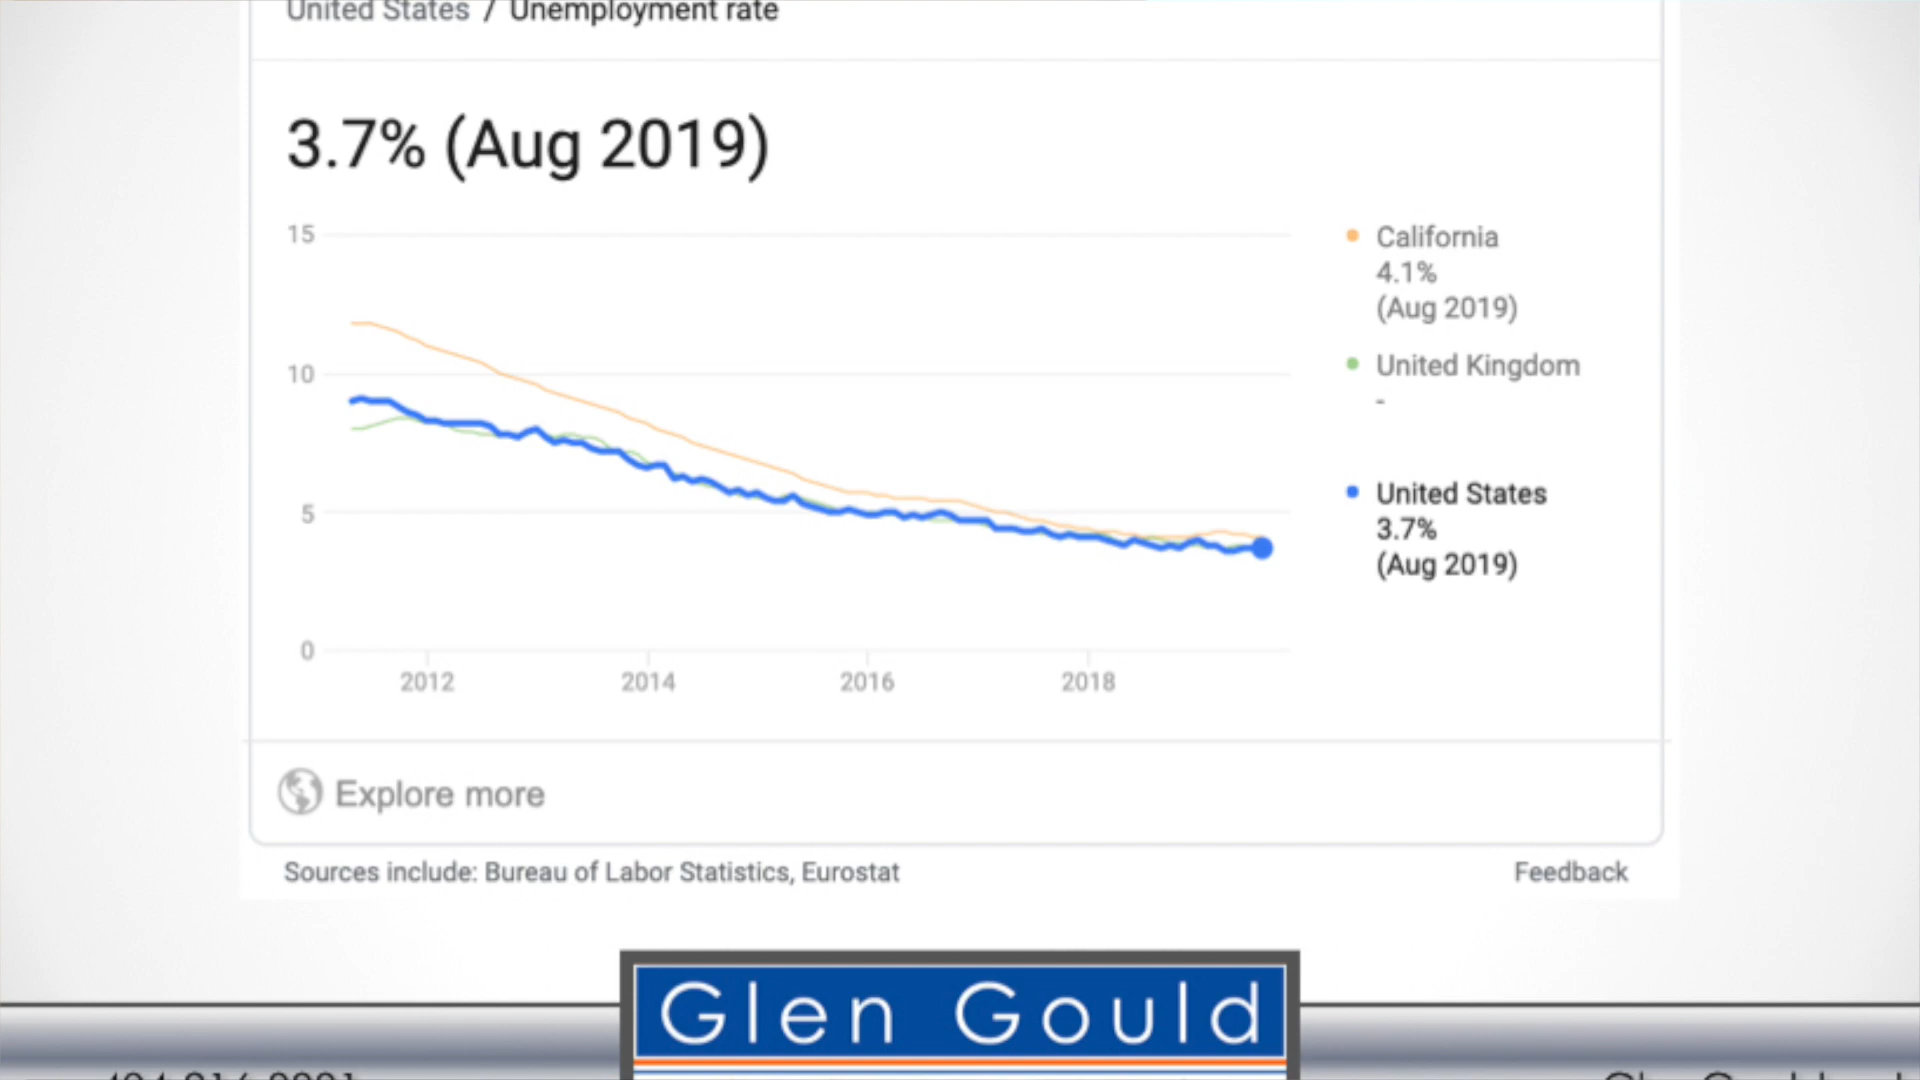 United States / Unemployment rate
3.7% (Aug 2019)
15
10
5
0
2012 2014 2016 2018
California
4.1%
(Aug 2019)
United Kingdom
-
United States
3.7%
(Aug 2019)
Explore more
Sources include: Bureau of Labor Statistics, Eurostat
Feedback
Glen Gould